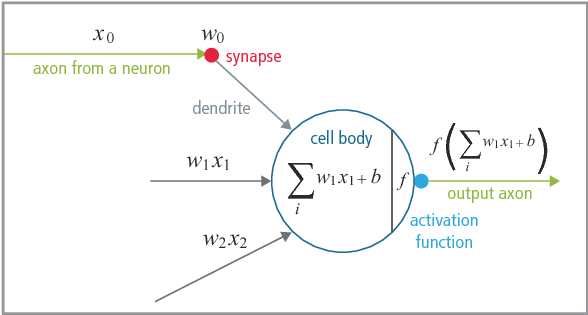 x0 w0
synapse
axon from a neuron
dendrite
cell body
w1x1
∑ w1x1 + b
i
f
f(∑ w1x1 + b)
i
output axon
activation
function
w2x2